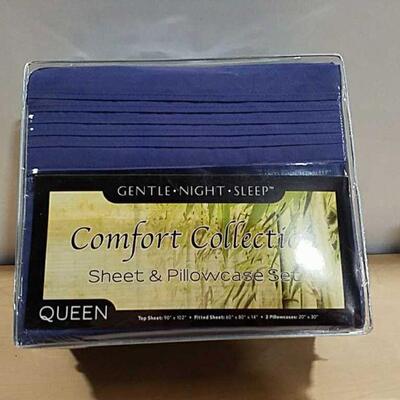 GENTLE • NIGHT • SLEEP™
Comfort Collection
Sheet & Pillowcase Set
QUEEN
Top Sheet: 90" x 102" • Fitted Sheet: 60" x 80" x 14" • 2 Pillowcases: 20" x 30"